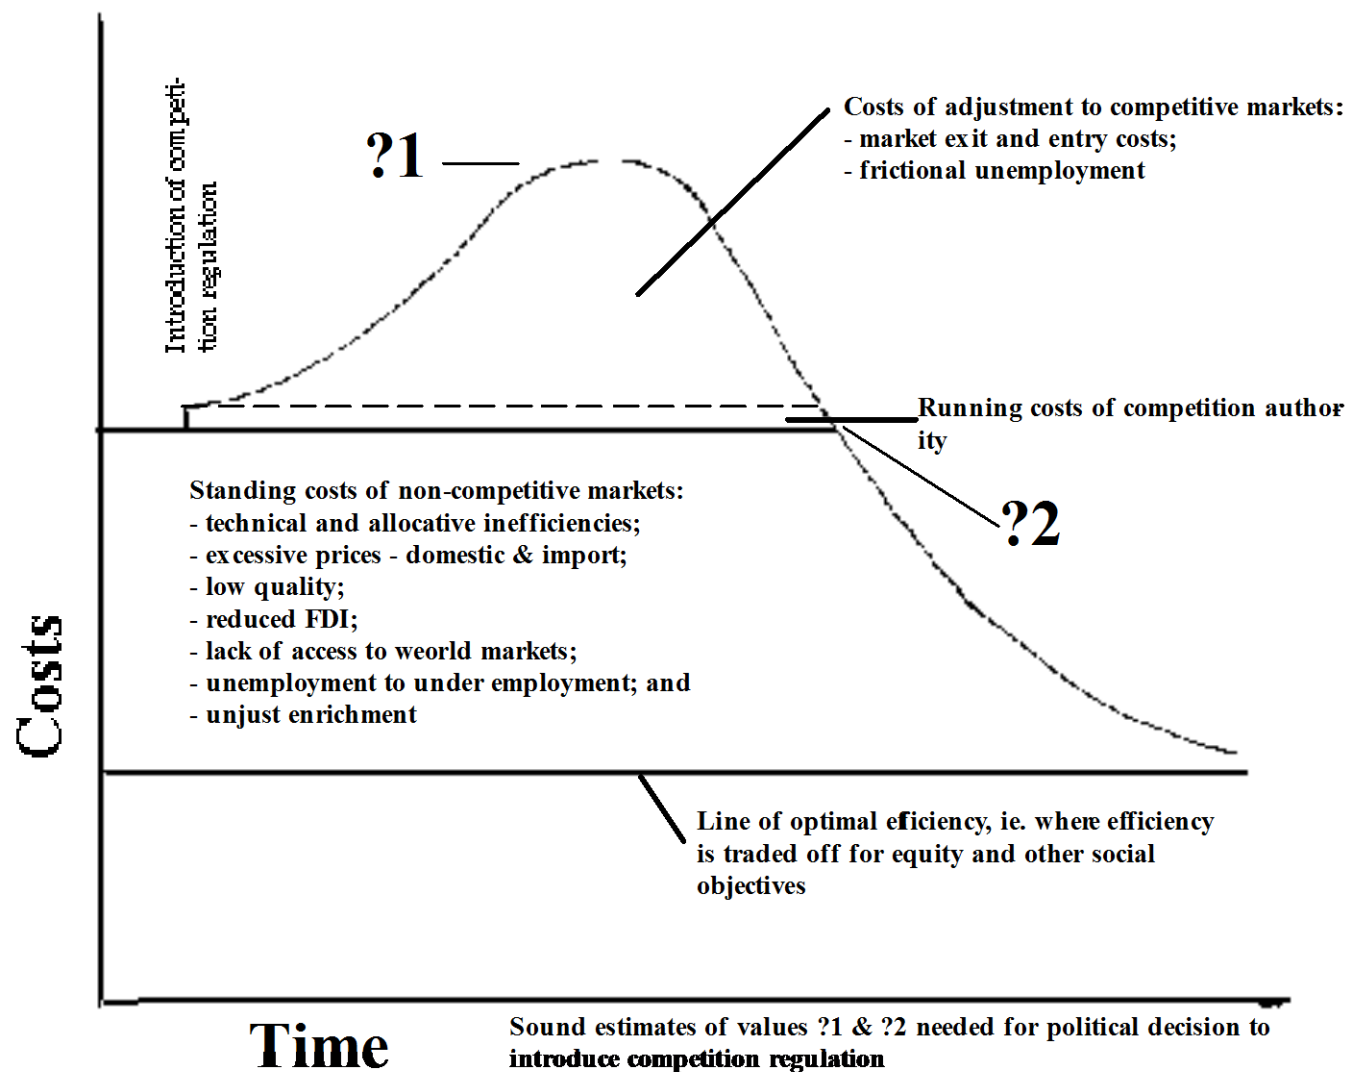 Introduction of competi-
tion regulation
?1
Costs of adjustment to competitive markets:
- market exit and entry costs;
- frictional unemployment
Running costs of competition author-
ity
Standing costs of non-competitive markets:
- technical and allocative inefficiencies;
- excessive prices - domestic & import;
- low quality;
- reduced FDI;
- lack of access to weorld markets;
- unemployment to under employment; and
- unjust enrichment
?2
Costs
Line of optimal efficiency, ie. where efficiency
is traded off for equity and other social
objectives
Time
Sound estimates of values ?1 & ?2 needed for political decision to
introduce competition regulation